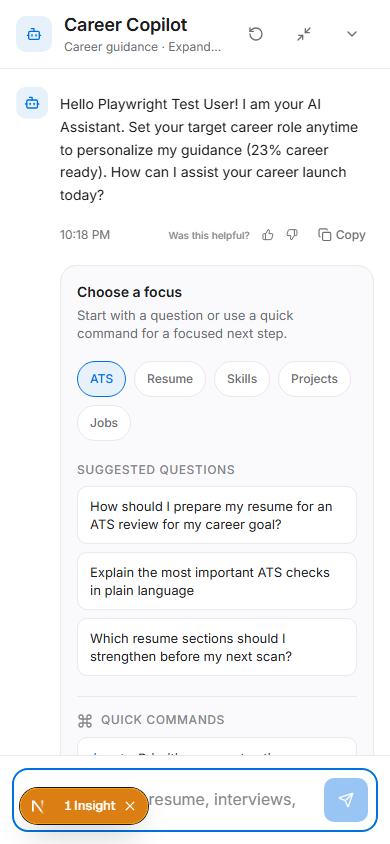 Career Copilot
Career guidance · Expand...
Hello Playwright Test User! I am your AI
Assistant. Set your target career role anytime
to personalize my guidance (23% career
ready). How can I assist your career launch
today?
10:18 PM
Was this helpful?
Copy
Choose a focus
Start with a question or use a quick
command for a focused next step.
ATS
Resume
Skills
Projects
Jobs
SUGGESTED QUESTIONS
How should I prepare my resume for an
ATS review for my career goal?
Explain the most important ATS checks
in plain language
Which resume sections should I
strengthen before my next scan?
QUICK COMMANDS
resume, interviews,
N
1 Insight